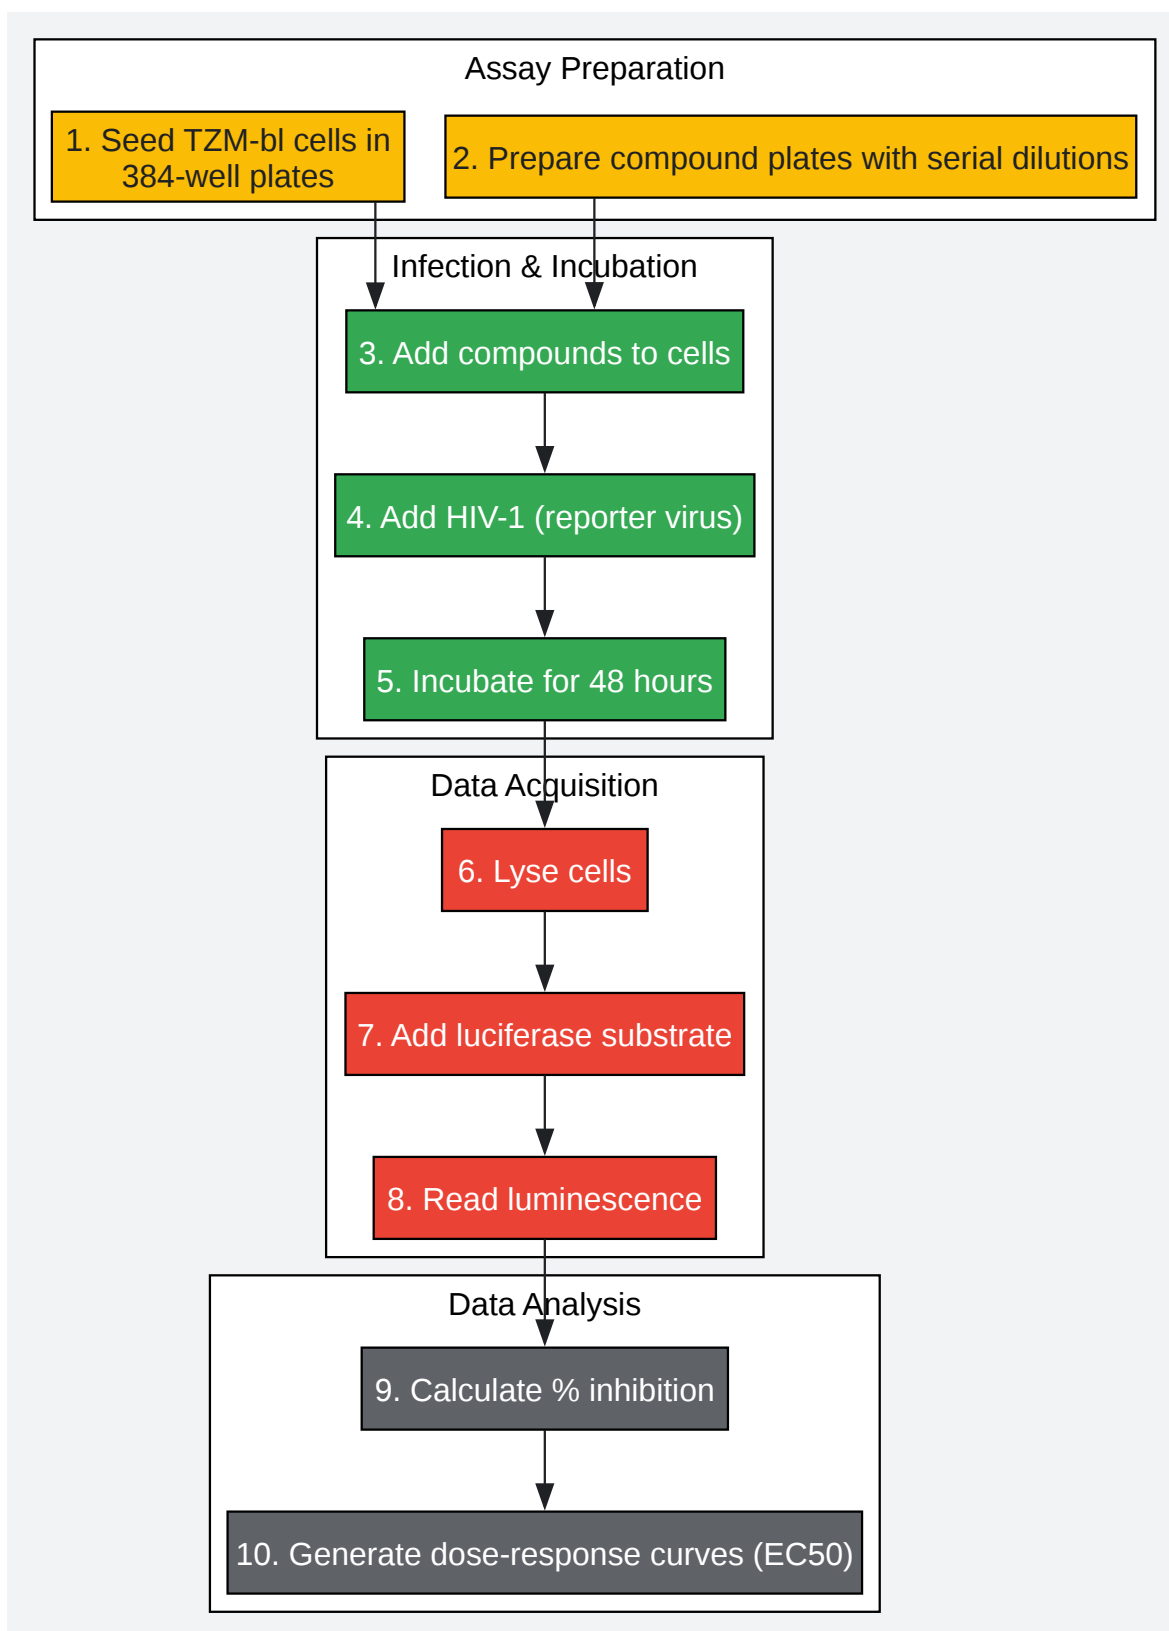 Assay Preparation
1. Seed TZM-bl cells in
384-well plates
2. Prepare compound plates with serial dilutions
Infection & Incubation
3. Add compounds to cells
4. Add HIV-1 (reporter virus)
5. Incubate for 48 hours
Data Acquisition
6. Lyse cells
7. Add luciferase substrate
8. Read luminescence
Data Analysis
9. Calculate % inhibition
10. Generate dose-response curves (EC50)